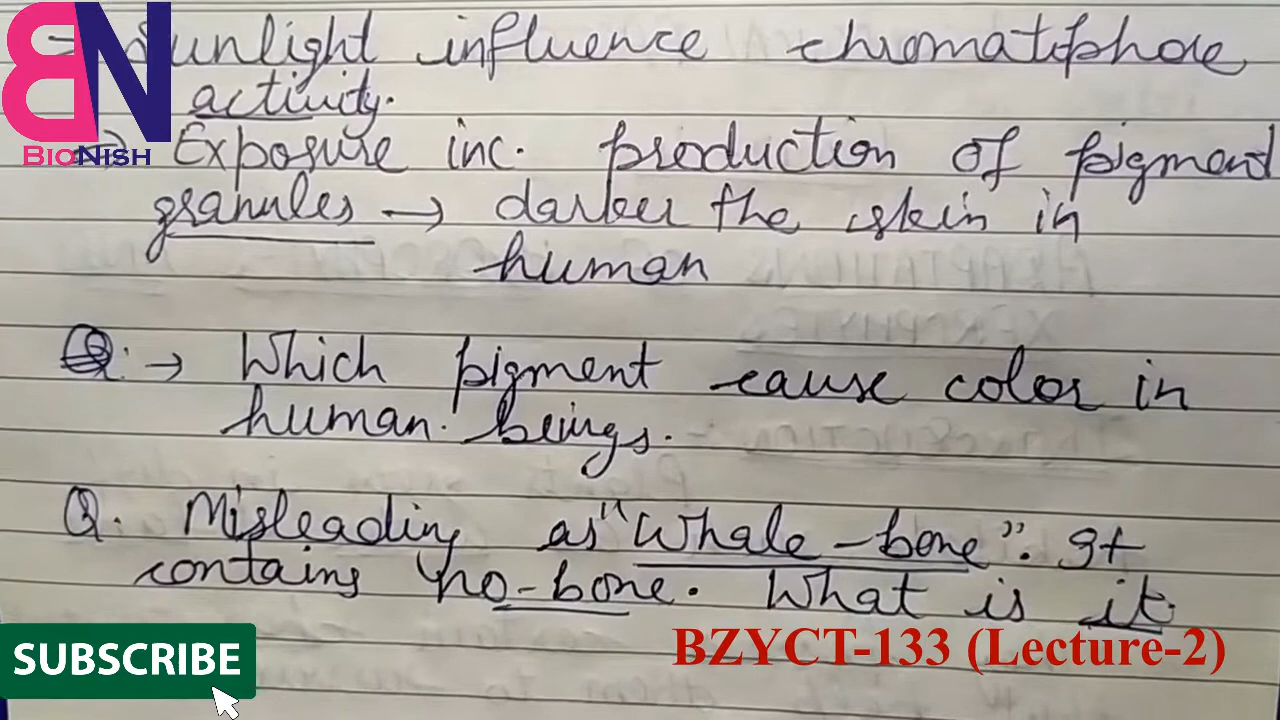 → Sunlight influence chromatophore
activity.
→ Exposure inc. production of pigment
granules → darker the skin in
human
Q. → Which pigment cause color in
human beings.
Q. Misleading as "Whale-bone". It
contains no-bone. What is it
BN
BIONISH
SUBSCRIBE
BZYCT-133 (Lecture-2)